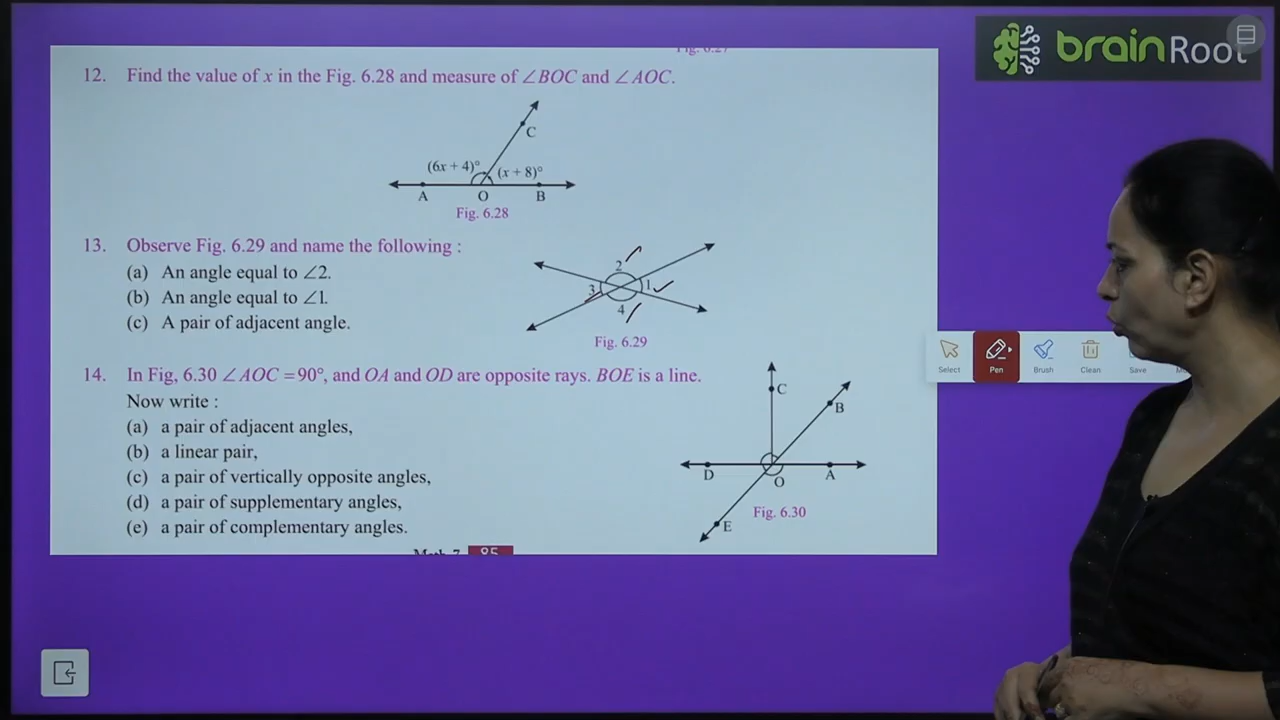 brainRoot
Fig. 6.27
12. Find the value of x in the Fig. 6.28 and measure of ∠BOC and ∠AOC.
C
(6x + 4)° (x + 8)°
A O B
Fig. 6.28
13. Observe Fig. 6.29 and name the following :
(a) An angle equal to ∠2.
(b) An angle equal to ∠1.
(c) A pair of adjacent angle.
2
3 1
4
Fig. 6.29
Select Pen Brush Clean Save
14. In Fig, 6.30 ∠AOC = 90°, and OA and OD are opposite rays. BOE is a line.
Now write :
(a) a pair of adjacent angles,
(b) a linear pair,
(c) a pair of vertically opposite angles,
(d) a pair of supplementary angles,
(e) a pair of complementary angles.
C
B
D O A
E
Fig. 6.30
Math-7 85